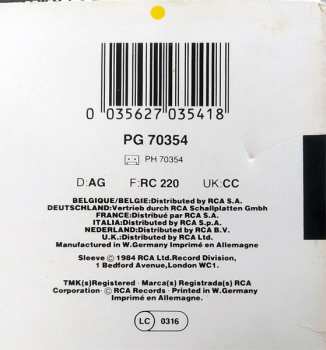 0 035627 035418
PG 70354
PH 70354
D:AG F:RC 220 UK:CC
BELGIQUE/BELGIE:Distributed by RCA S.A.
DEUTSCHLAND:Vertrieb durch RCA Schallplatten Gmbh
FRANCE:Distribué par RCA S.A.
ITALIA:Distributed by RCA S.p.A.
NEDERLAND:Distributed by RCA B.V.
U.K.:Distributed by RCA Ltd.
Manufactured in W.Germany Imprimé en Allemagne
Sleeve Ⓒ 1984 RCA Ltd.Record Division,
1 Bedford Avenue,London WC1.
TMK(s)Registered · Marca(s) Registrada(s) RCA
Corporation · Ⓒ RCA Records · Printed in W.Germany
Imprimé en Allemagne.
LC 0316